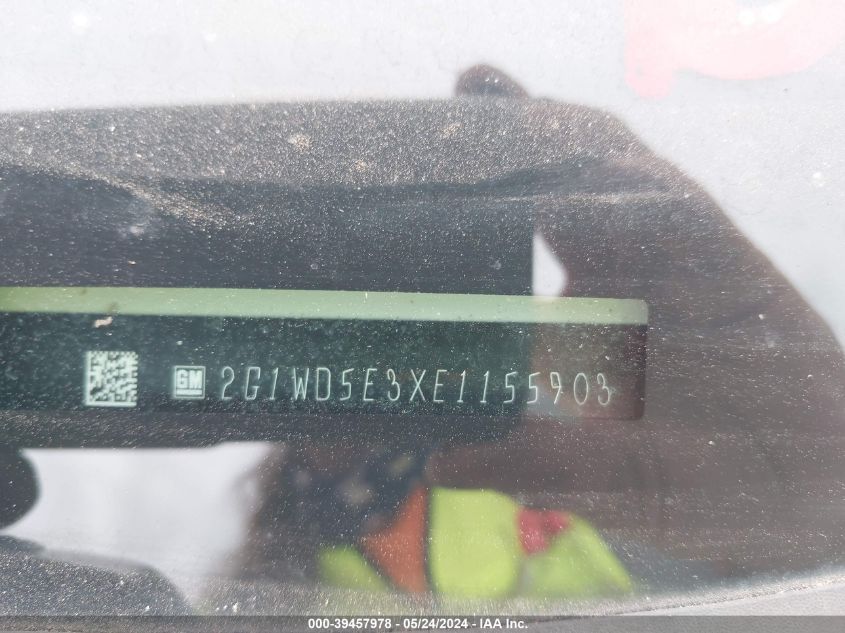 GM 2G1WD5E3XE1155903
000-39457978 - 05/24/2024 - IAA Inc.